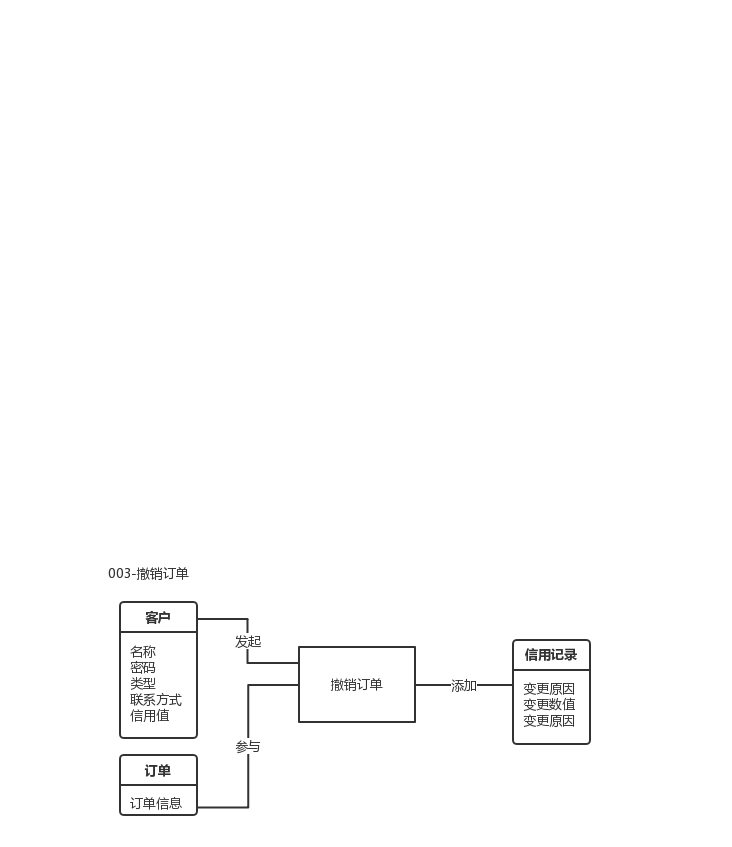 003-撤销订单
客户
名称
密码
类型
联系方式
信用值
发起
撤销订单
添加
信用记录
变更原因
变更数值
变更原因
参与
订单
订单信息